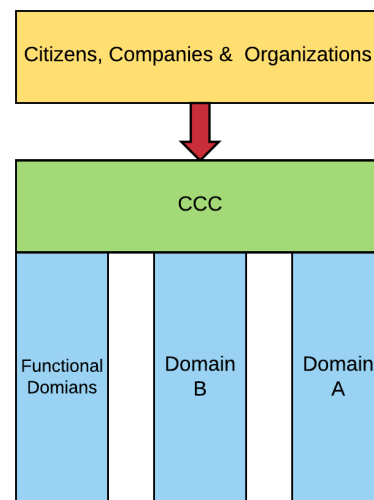 Citizens, Companies & Organizations
CCC
Functional
Domians
Domain
B
Domain
A